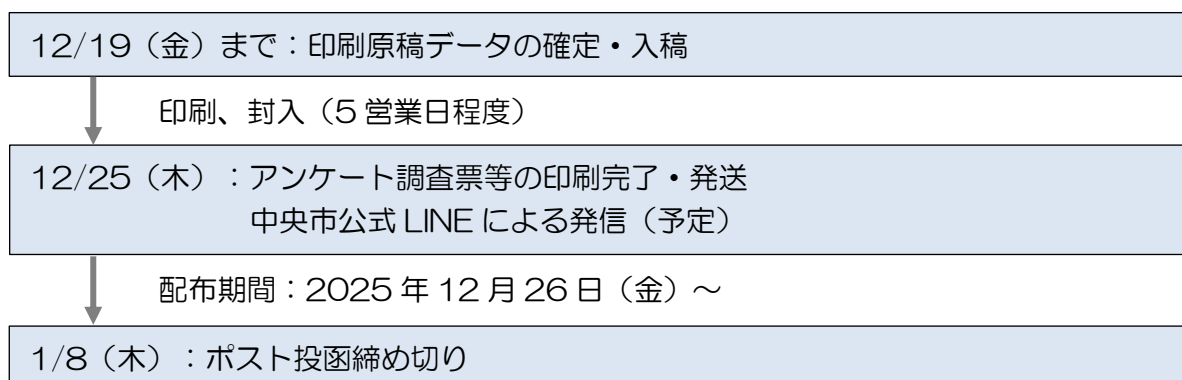 12/19（金）まで：印刷原稿データの確定・入稿
印刷、封入（5営業日程度）
12/25（木）：アンケート調査票等の印刷完了・発送
中央市公式LINEによる発信（予定）
配布期間：2025年12月26日（金）～
1/8（木）：ポスト投函締め切り